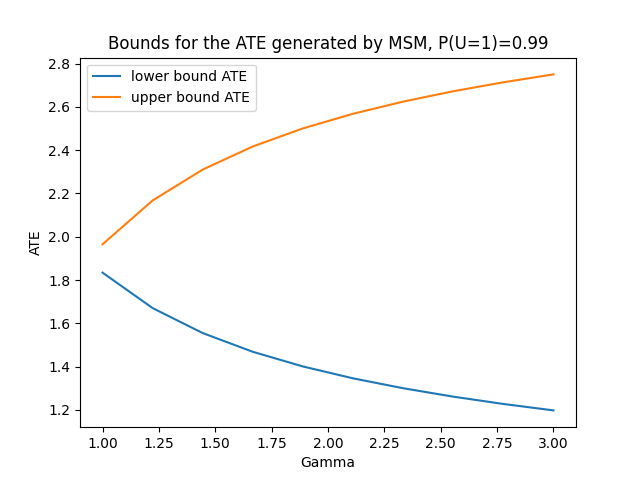 Bounds for the ATE generated by MSM, P(U=1)=0.99
lower bound ATE
upper bound ATE
2.8
2.6
2.4
2.2
2.0
1.8
1.6
1.4
1.2
ATE
1.00 1.25 1.50 1.75 2.00 2.25 2.50 2.75 3.00
Gamma